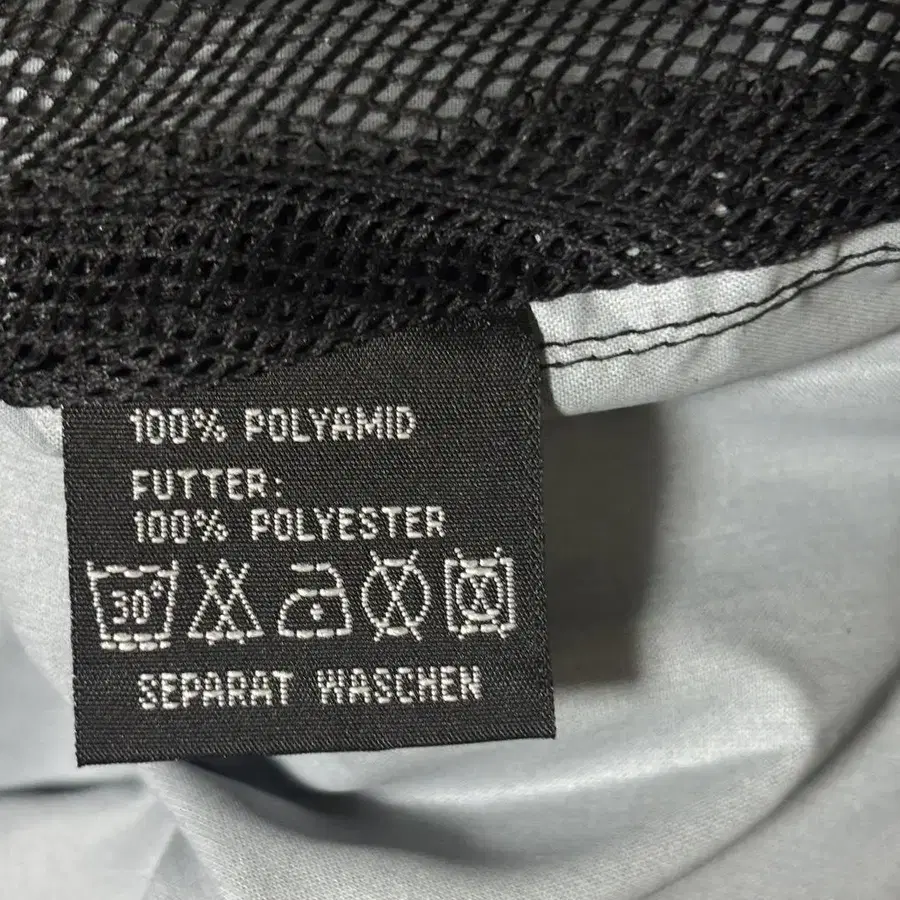 100% POLYAMID
FUTTER:
100% POLYESTER
30°
SEPARAT WASCHEN